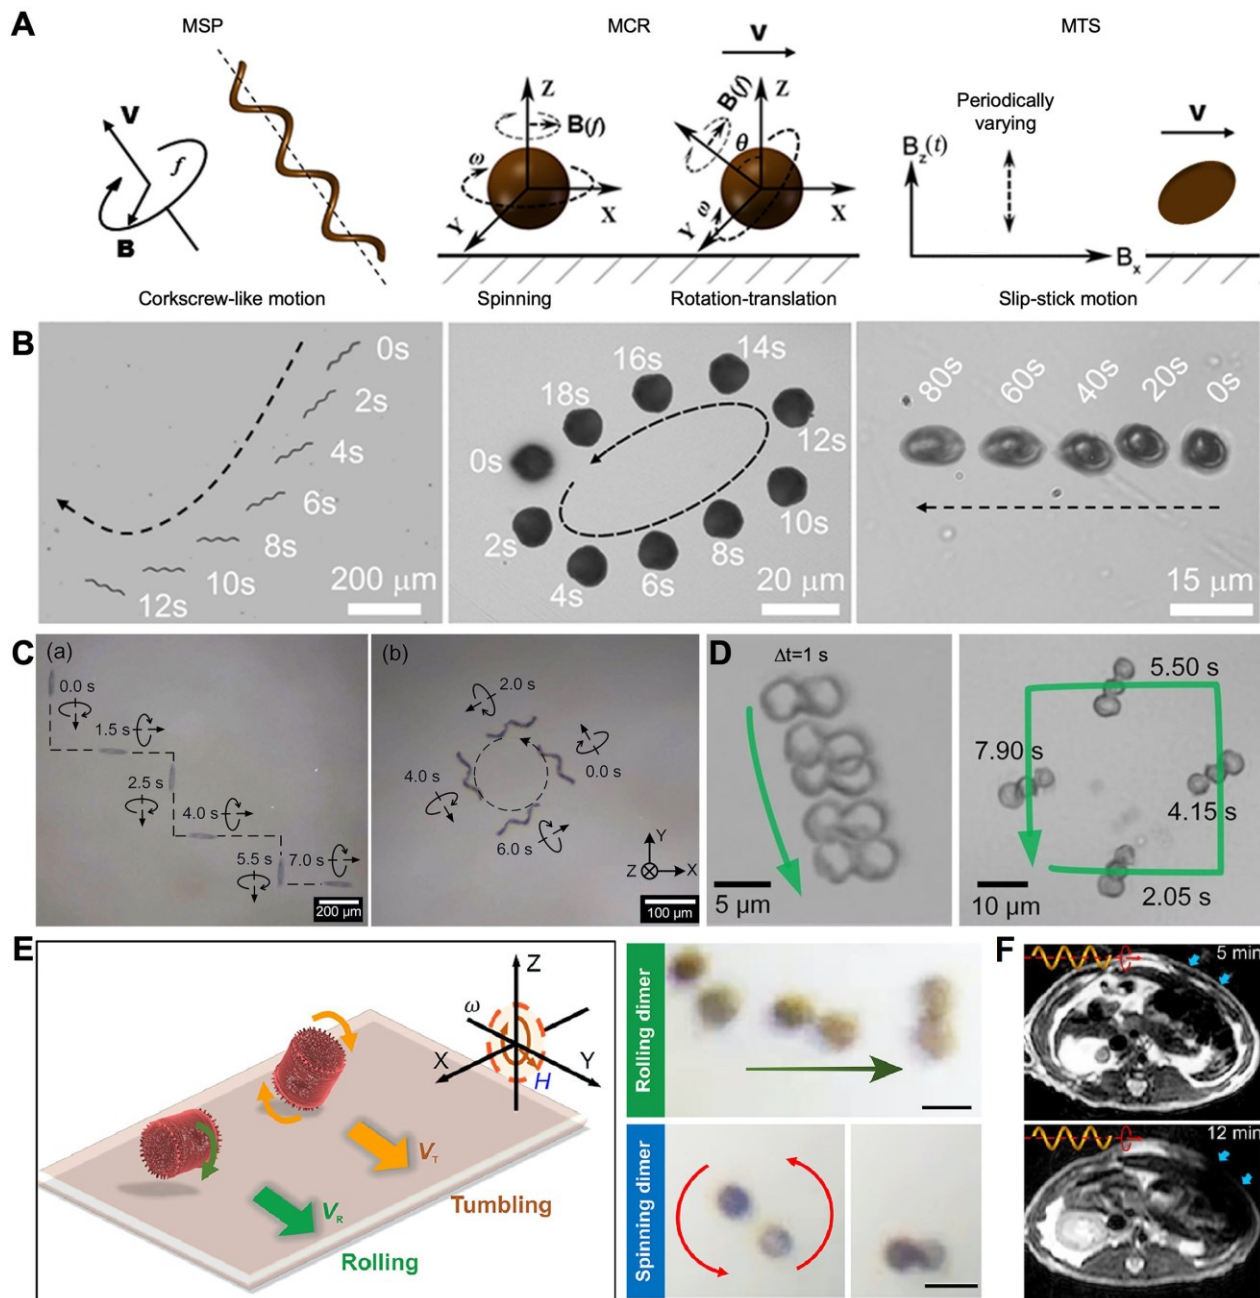 A
MSP
MCR
MTS
V
f
B
Z
B(f)
ω
X
Y
V
Z
B(f)
θ
ω
X
Y
Periodically
varying
V
Bz(t)
Bx
Corkscrew-like motion
Spinning
Rotation-translation
Slip-stick motion
B
0s
2s
4s
6s
8s
10s
12s
200 μm
14s
16s
18s
12s
0s
10s
2s
8s
6s
4s
20 μm
80s
60s
40s
20s
0s
15 μm
C
(a)
0.0 s
1.5 s
2.5 s
4.0 s
5.5 s
7.0 s
200 μm
(b)
2.0 s
0.0 s
4.0 s
6.0 s
Y
Z
X
100 μm
D
Δt=1 s
5 μm
5.50 s
7.90 s
4.15 s
2.05 s
10 μm
E
Z
ω
X
Y
H
VT
Tumbling
VR
Rolling
Rolling dimer
Spinning dimer
F
5 min
12 min